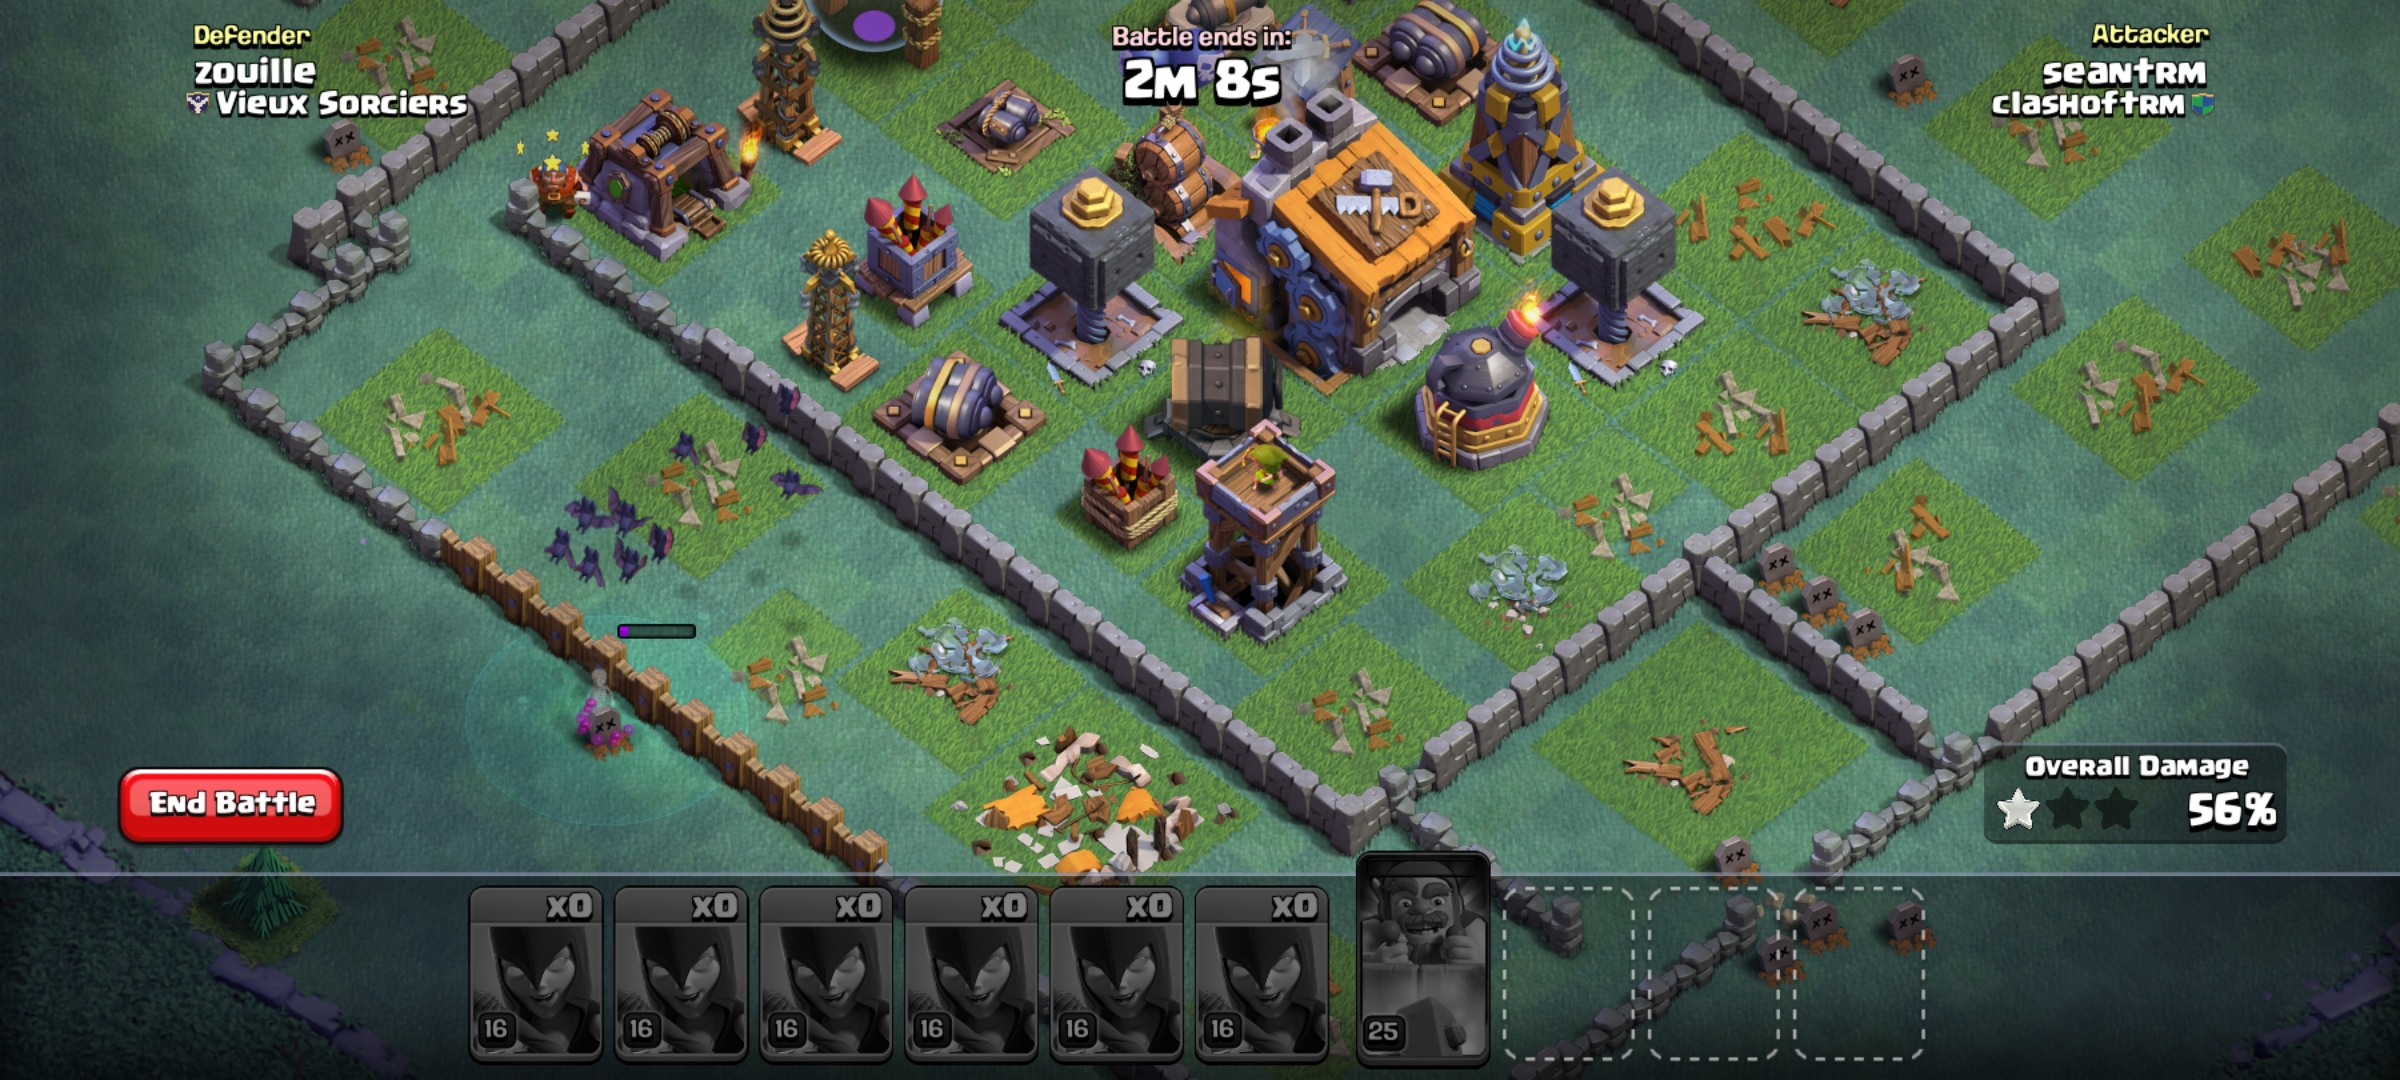 Defender
zouille
Vieux Sorciers
Battle ends in:
2M 8s
Attacker
seantRM
clashoftRM
End Battle
Overall Damage
56%
x0
x0
x0
x0
x0
x0
16
16
16
16
16
16
25